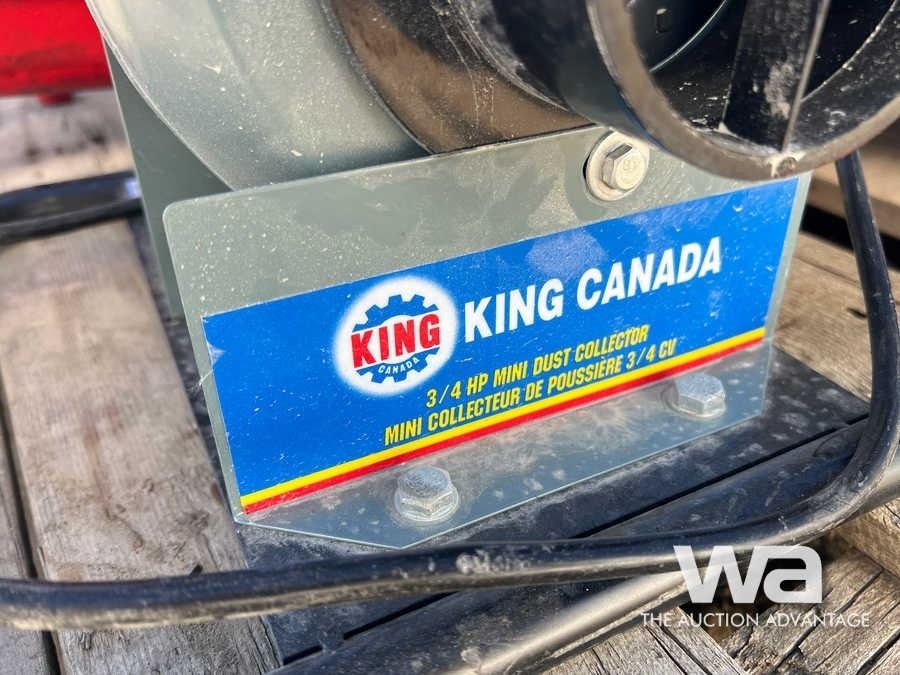 KING
CANADA
KING CANADA
3/4 HP MINI DUST COLLECTOR
MINI COLLECTEUR DE POUSSIÈRE 3/4 CV
wa
THE AUCTION ADVANTAGE